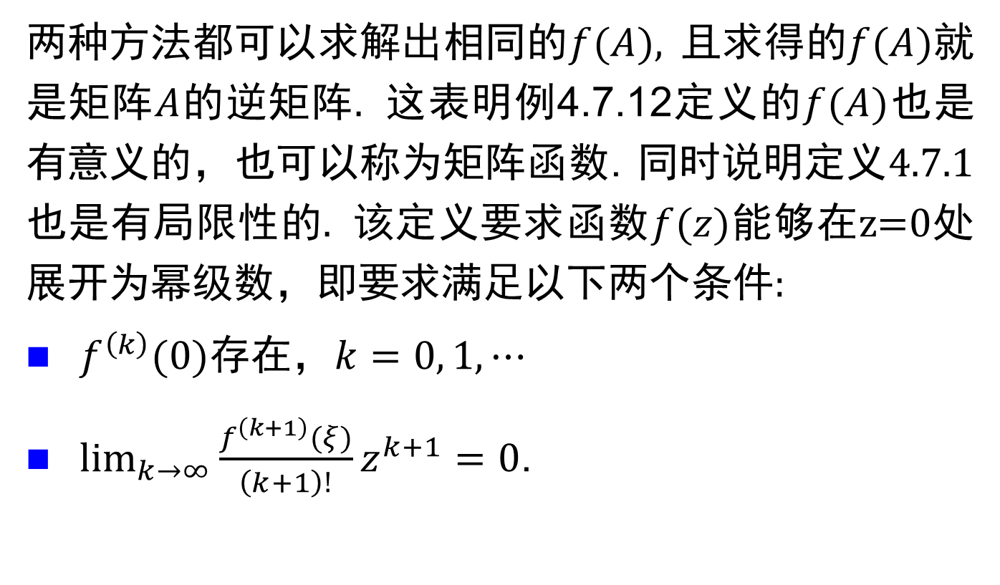 两种方法都可以求解出相同的f(A), 且求得的f(A)就
是矩阵A的逆矩阵. 这表明例4.7.12定义的f(A)也是
有意义的，也可以称为矩阵函数. 同时说明定义4.7.1
也是有局限性的. 该定义要求函数f(z)能够在z=0处
展开为幂级数，即要求满足以下两个条件:
■ f^{(k)}(0)存在，k = 0, 1, ⋯
■ lim_{k→∞} \frac{f^{(k+1)}(ξ)}{(k+1)!} z^{k+1} = 0.